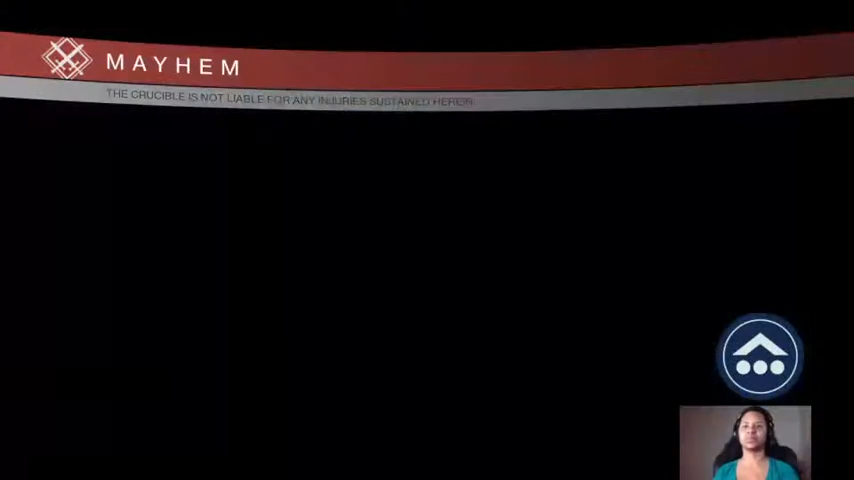 MAYHEM
THE CRUCIBLE IS NOT LIABLE FOR ANY INJURIES SUSTAINED HEREIN